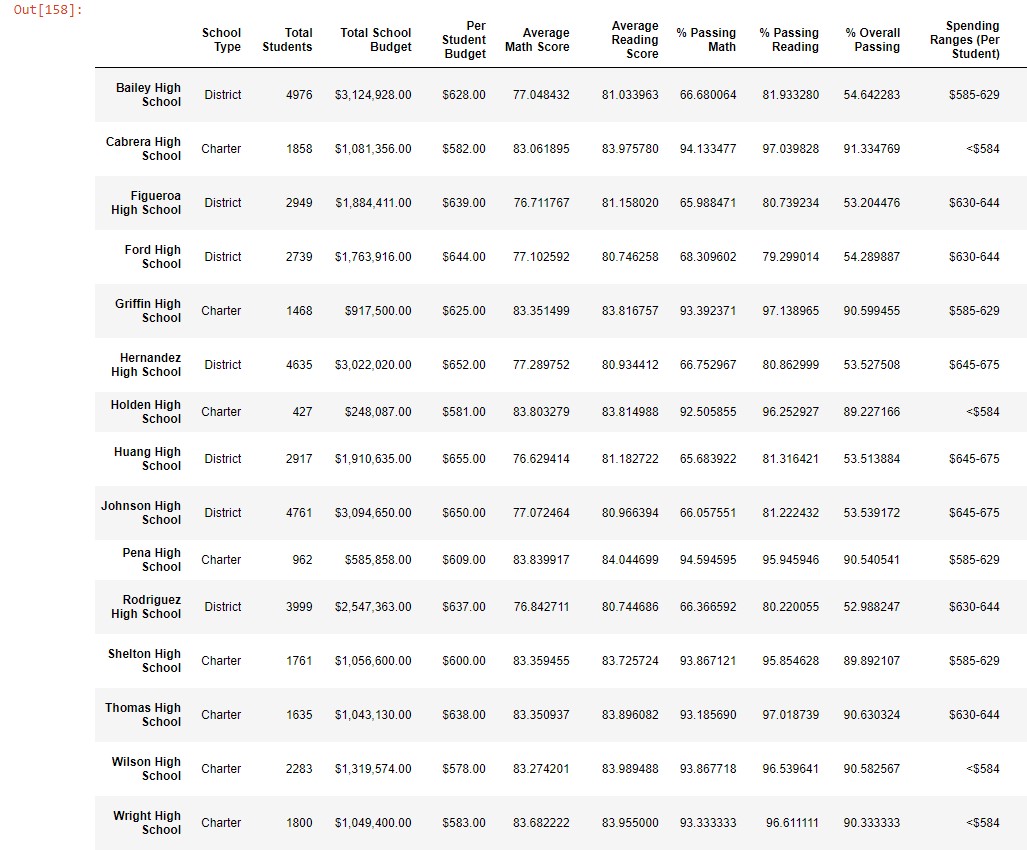 Out[158]:
School Type Total Students Total School Budget Per Student Budget Average Math Score Average Reading Score % Passing Math % Passing Reading % Overall Passing Spending Ranges (Per Student)
Bailey High School District 4976 $3,124,928.00 $628.00 77.048432 81.033963 66.680064 81.933280 54.642283 $585-629
Cabrera High School Charter 1858 $1,081,356.00 $582.00 83.061895 83.975780 94.133477 97.039828 91.334769 <$584
Figueroa High School District 2949 $1,884,411.00 $639.00 76.711767 81.158020 65.988471 80.739234 53.204476 $630-644
Ford High School District 2739 $1,763,916.00 $644.00 77.102592 80.746258 68.309602 79.299014 54.289887 $630-644
Griffin High School Charter 1468 $917,500.00 $625.00 83.351499 83.816757 93.392371 97.138965 90.599455 $585-629
Hernandez High School District 4635 $3,022,020.00 $652.00 77.289752 80.934412 66.752967 80.862999 53.527508 $645-675
Holden High School Charter 427 $248,087.00 $581.00 83.803279 83.814988 92.505855 96.252927 89.227166 <$584
Huang High School District 2917 $1,910,635.00 $655.00 76.629414 81.182722 65.683922 81.316421 53.513884 $645-675
Johnson High School District 4761 $3,094,650.00 $650.00 77.072464 80.966394 66.057551 81.222432 53.539172 $645-675
Pena High School Charter 962 $585,858.00 $609.00 83.839917 84.044699 94.594595 95.945946 90.540541 $585-629
Rodriguez High School District 3999 $2,547,363.00 $637.00 76.842711 80.744686 66.366592 80.220055 52.988247 $630-644
Shelton High School Charter 1761 $1,056,600.00 $600.00 83.359455 83.725724 93.867121 95.854628 89.892107 $585-629
Thomas High School Charter 1635 $1,043,130.00 $638.00 83.350937 83.896082 93.185690 97.018739 90.630324 $630-644
Wilson High School Charter 2283 $1,319,574.00 $578.00 83.274201 83.989488 93.867718 96.539641 90.582567 <$584
Wright High School Charter 1800 $1,049,400.00 $583.00 83.682222 83.955000 93.333333 96.611111 90.333333 <$584